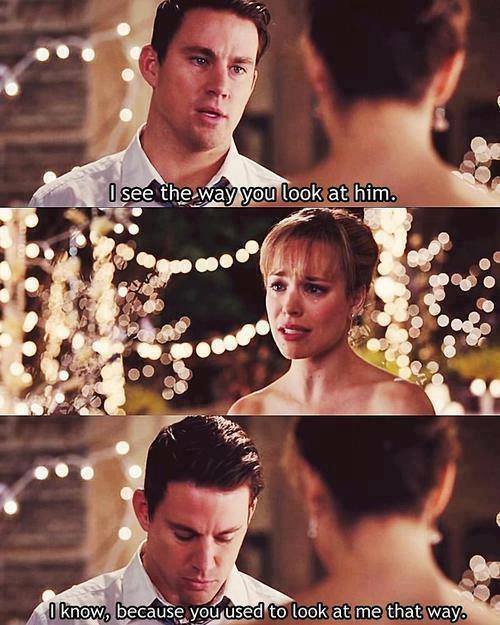 I see the way you look at him.
I know, because you used to look at me that way.